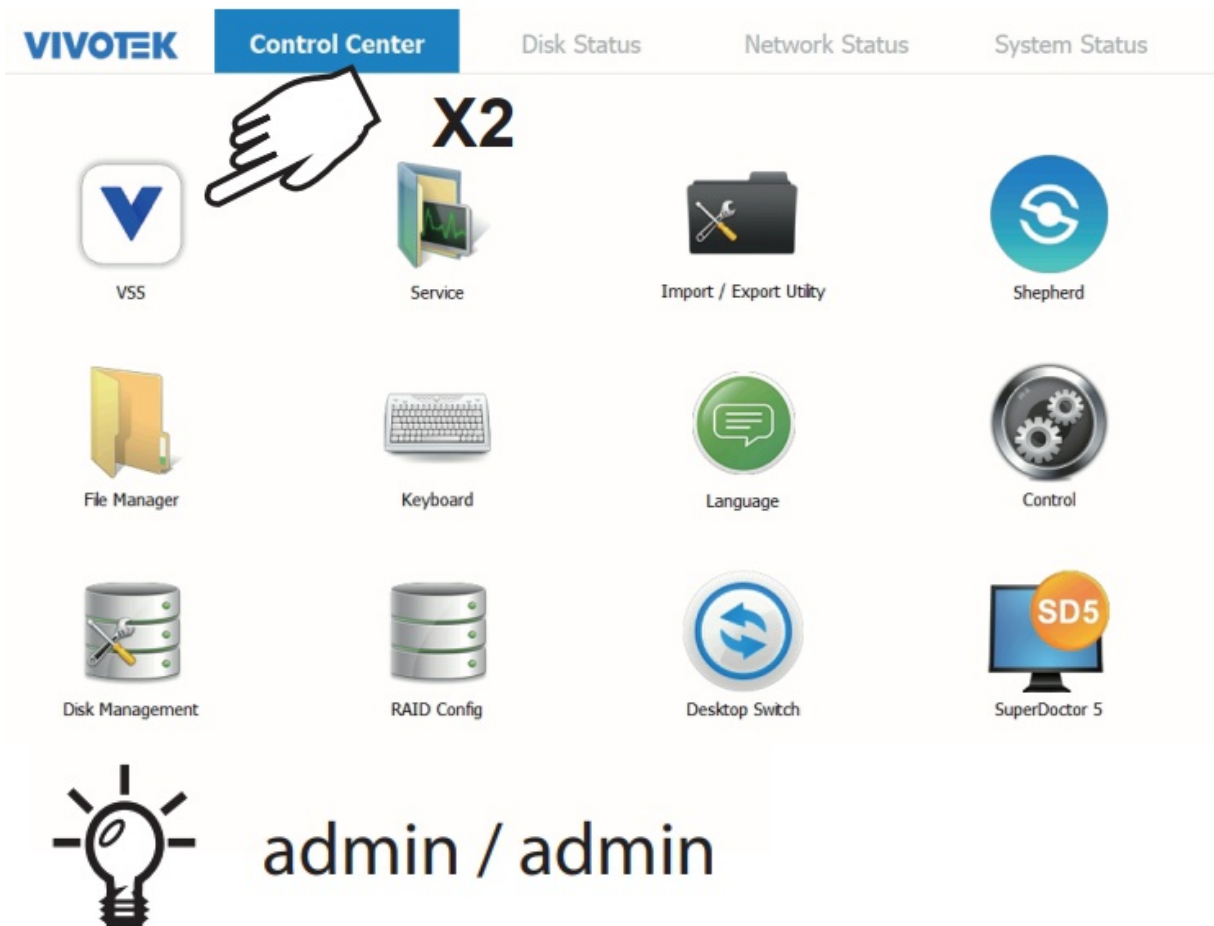 VIVOTEK Control Center Disk Status Network Status System Status
X2
V
VSS Service Import / Export Utility Shepherd
File Manager Keyboard Language Control
SD5
Disk Management RAID Config Desktop Switch SuperDoctor 5
admin / admin